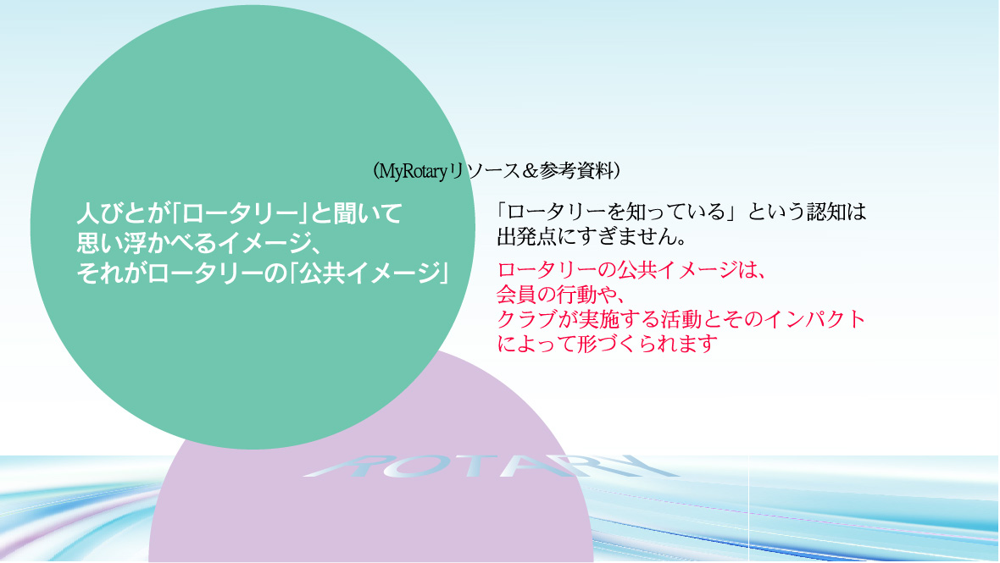 （MyRotaryリソース＆参考資料）
人びとが「ロータリー」と聞いて
思い浮かべるイメージ、
それがロータリーの「公共イメージ」
「ロータリーを知っている」という認知は
出発点にすぎません。
ロータリーの公共イメージは、
会員の行動や、
クラブが実施する活動とそのインパクト
によって形づくられます
ROTARY